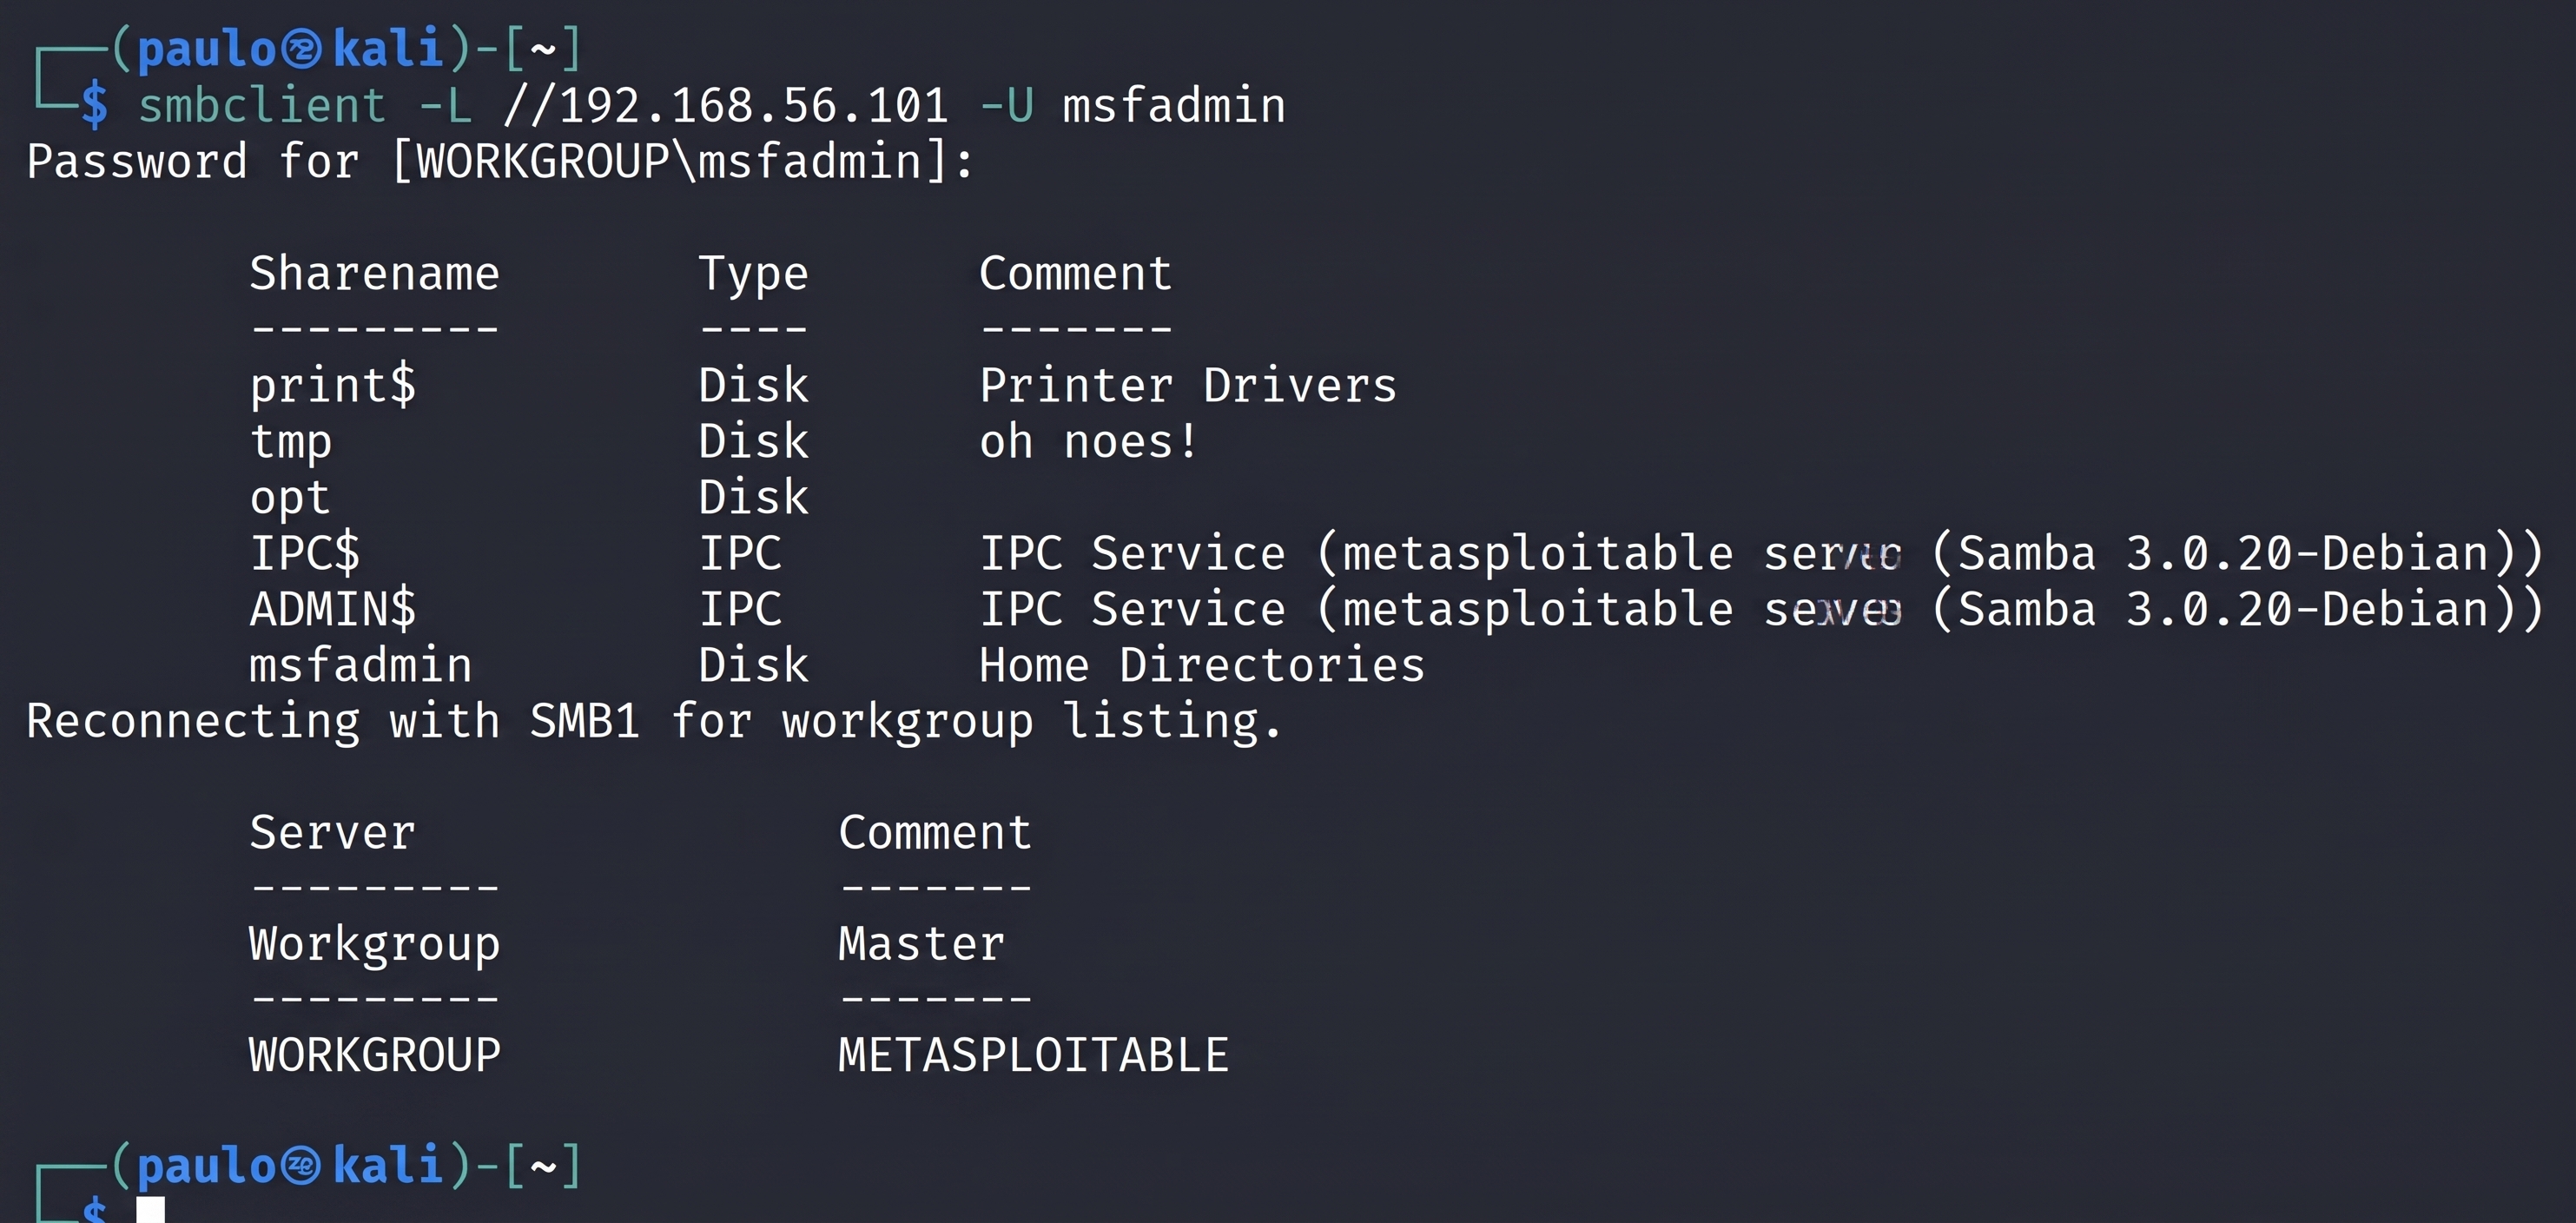 (paulo㉿kali)-[~]
$ smbclient -L //192.168.56.101 -U msfadmin
Password for [WORKGROUP\msfadmin]:
Sharename Type Comment
--------- ---- -------
print$ Disk Printer Drivers
tmp Disk oh noes!
opt Disk
IPC$ IPC IPC Service (metasploitable (Samba 3.0.20-Debian))
ADMIN$ IPC IPC Service (metasploitable (Samba 3.0.20-Debian))
msfadmin Disk Home Directories
Reconnecting with SMB1 for workgroup listing.
Server Comment
--------- -------
Workgroup Master
--------- -------
WORKGROUP METASPLOITABLE
(paulo㉿kali)-[~]
$